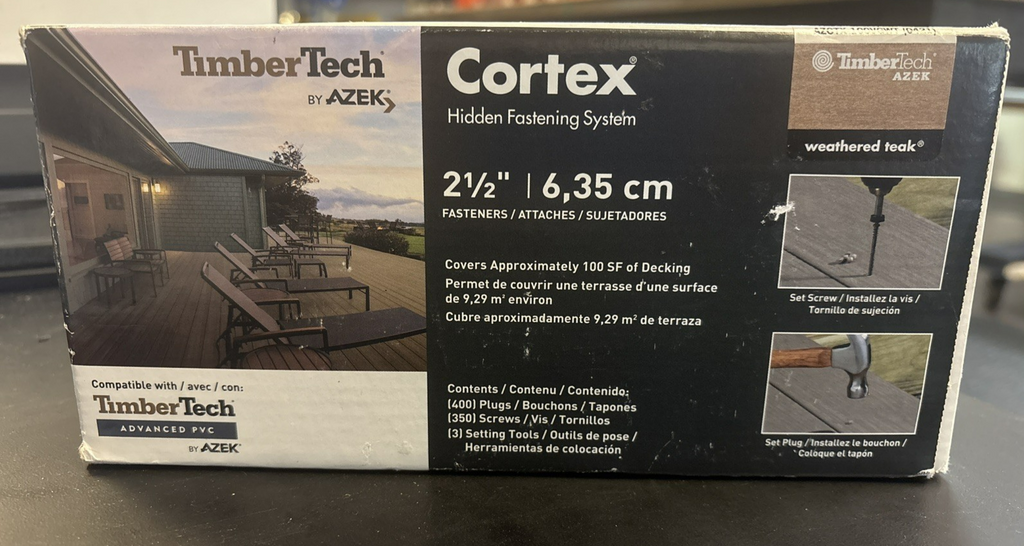 TimberTech®
BY AZEK®
Compatible with / avec / con:
TimberTech®
ADVANCED PVC
BY AZEK®
Cortex®
Hidden Fastening System
2½" | 6,35 cm
FASTENERS / ATTACHES / SUJETADORES
Covers Approximately 100 SF of Decking
Permet de couvrir une terrasse d'une surface
de 9,29 m² environ
Cubre aproximadamente 9,29 m² de terraza
Contents / Contenu / Contenido:
(400) Plugs / Bouchons / Tapones
(350) Screws / Vis / Tornillos
(3) Setting Tools / Outils de pose /
Herramientas de colocación
TimberTech®
AZEK
weathered teak®
Set Screw / Installez la vis /
Tornillo de sujeción
Set Plug / Installez le bouchon /
Coloque el tapón